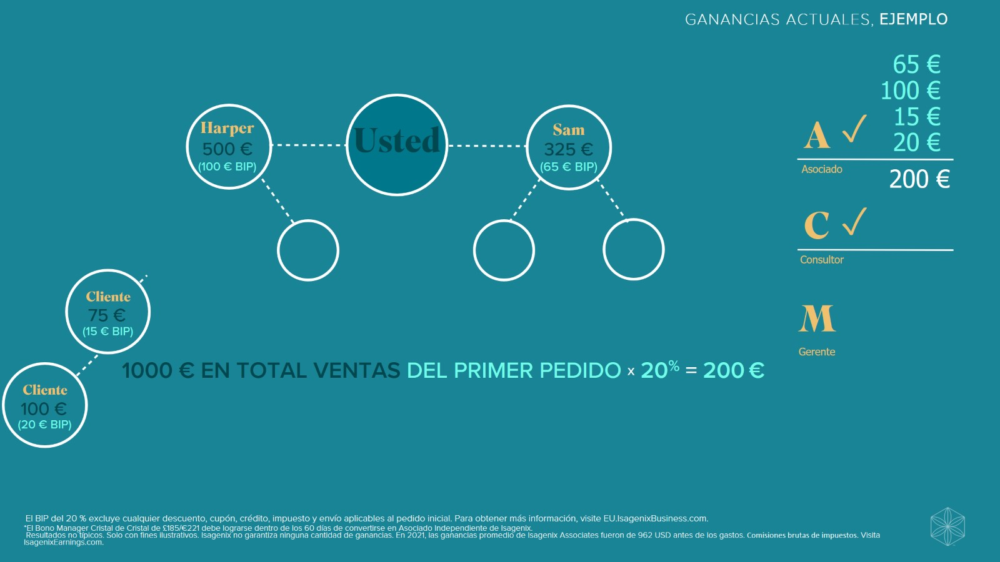 GANANCIAS ACTUALES, EJEMPLO
65 €
100 €
15 €
20 €
200 €
A ✓
Asociado
C ✓
Consultor
M
Gerente
Harper
500 €
(100 € BIP)
Usted
Sam
325 €
(65 € BIP)
Cliente
75 €
(15 € BIP)
Cliente
100 €
(20 € BIP)
1000 € EN TOTAL VENTAS DEL PRIMER PEDIDO x 20% = 200 €
El BIP del 20 % excluye cualquier descuento, cupón, crédito, impuesto y envío aplicables al pedido inicial. Para obtener más información, visite EU.IsagenixBusiness.com.
*El Bono Manager Cristal de Cristal de £185/€221 debe lograrse dentro de los 60 días de convertirse en Asociado Independiente de Isagenix.
Resultados no típicos. Solo con fines ilustrativos. Isagenix no garantiza ninguna cantidad de ganancias. En 2021, las ganancias promedio de Isagenix Associates fueron de 962 USD antes de los gastos. Comisiones brutas de impuestos. Visita
IsagenixEarnings.com.